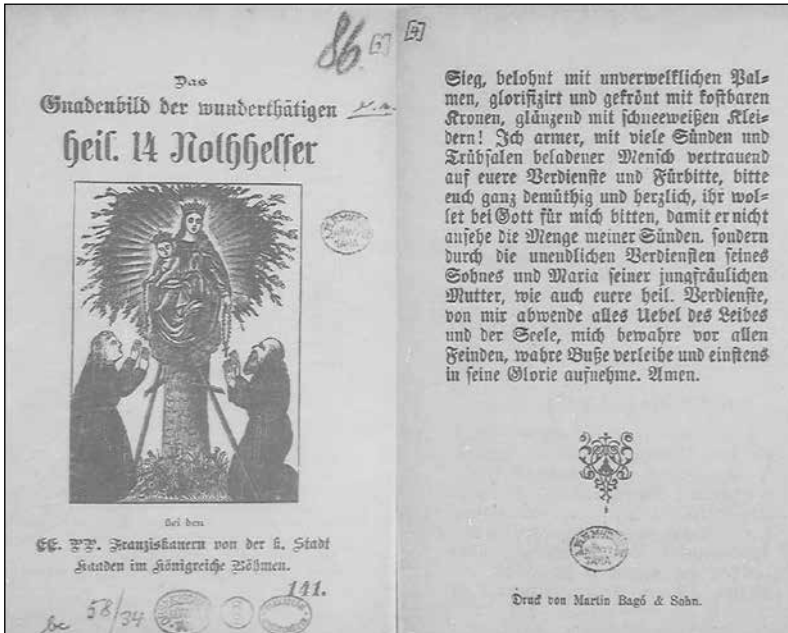 86.
[3]
Das
Gnadenbild der wunderthätigen
heil. 14 Nothhelfer
bei den
EE. PP. Franziskanern von der k. Stadt
Kaaden im Königreiche Böhmen.
141.
58/34
[4]
Sieg, belohnt mit unverwelklichen Pal-
men, glorifizirt und gekrönt mit kostbaren
Kronen, glänzend mit schneeweißen Klei-
dern! Ich armer, mit viele Sünden und
Trübsalen beladener Mensch vertrauend
auf euere Verdienste und Fürbitte, bitte
euch ganz demüthig und herzlich, ihr wol-
let bei Gott für mich bitten, damit er nicht
ansehe die Menge meiner Sünden. sondern
durch die unendlichen Verdiensten seines
Sohnes und Maria seiner jungfräulichen
Mutter, wie auch euere heil. Verdienste,
von mir abwende alles Uebel des Leibes
und der Seele, mich bewahre vor allen
Feinden, wahre Buße verleihe und einstens
in seine Glorie aufnehme. Amen.
Druck von Martin Bagó & Sohn.